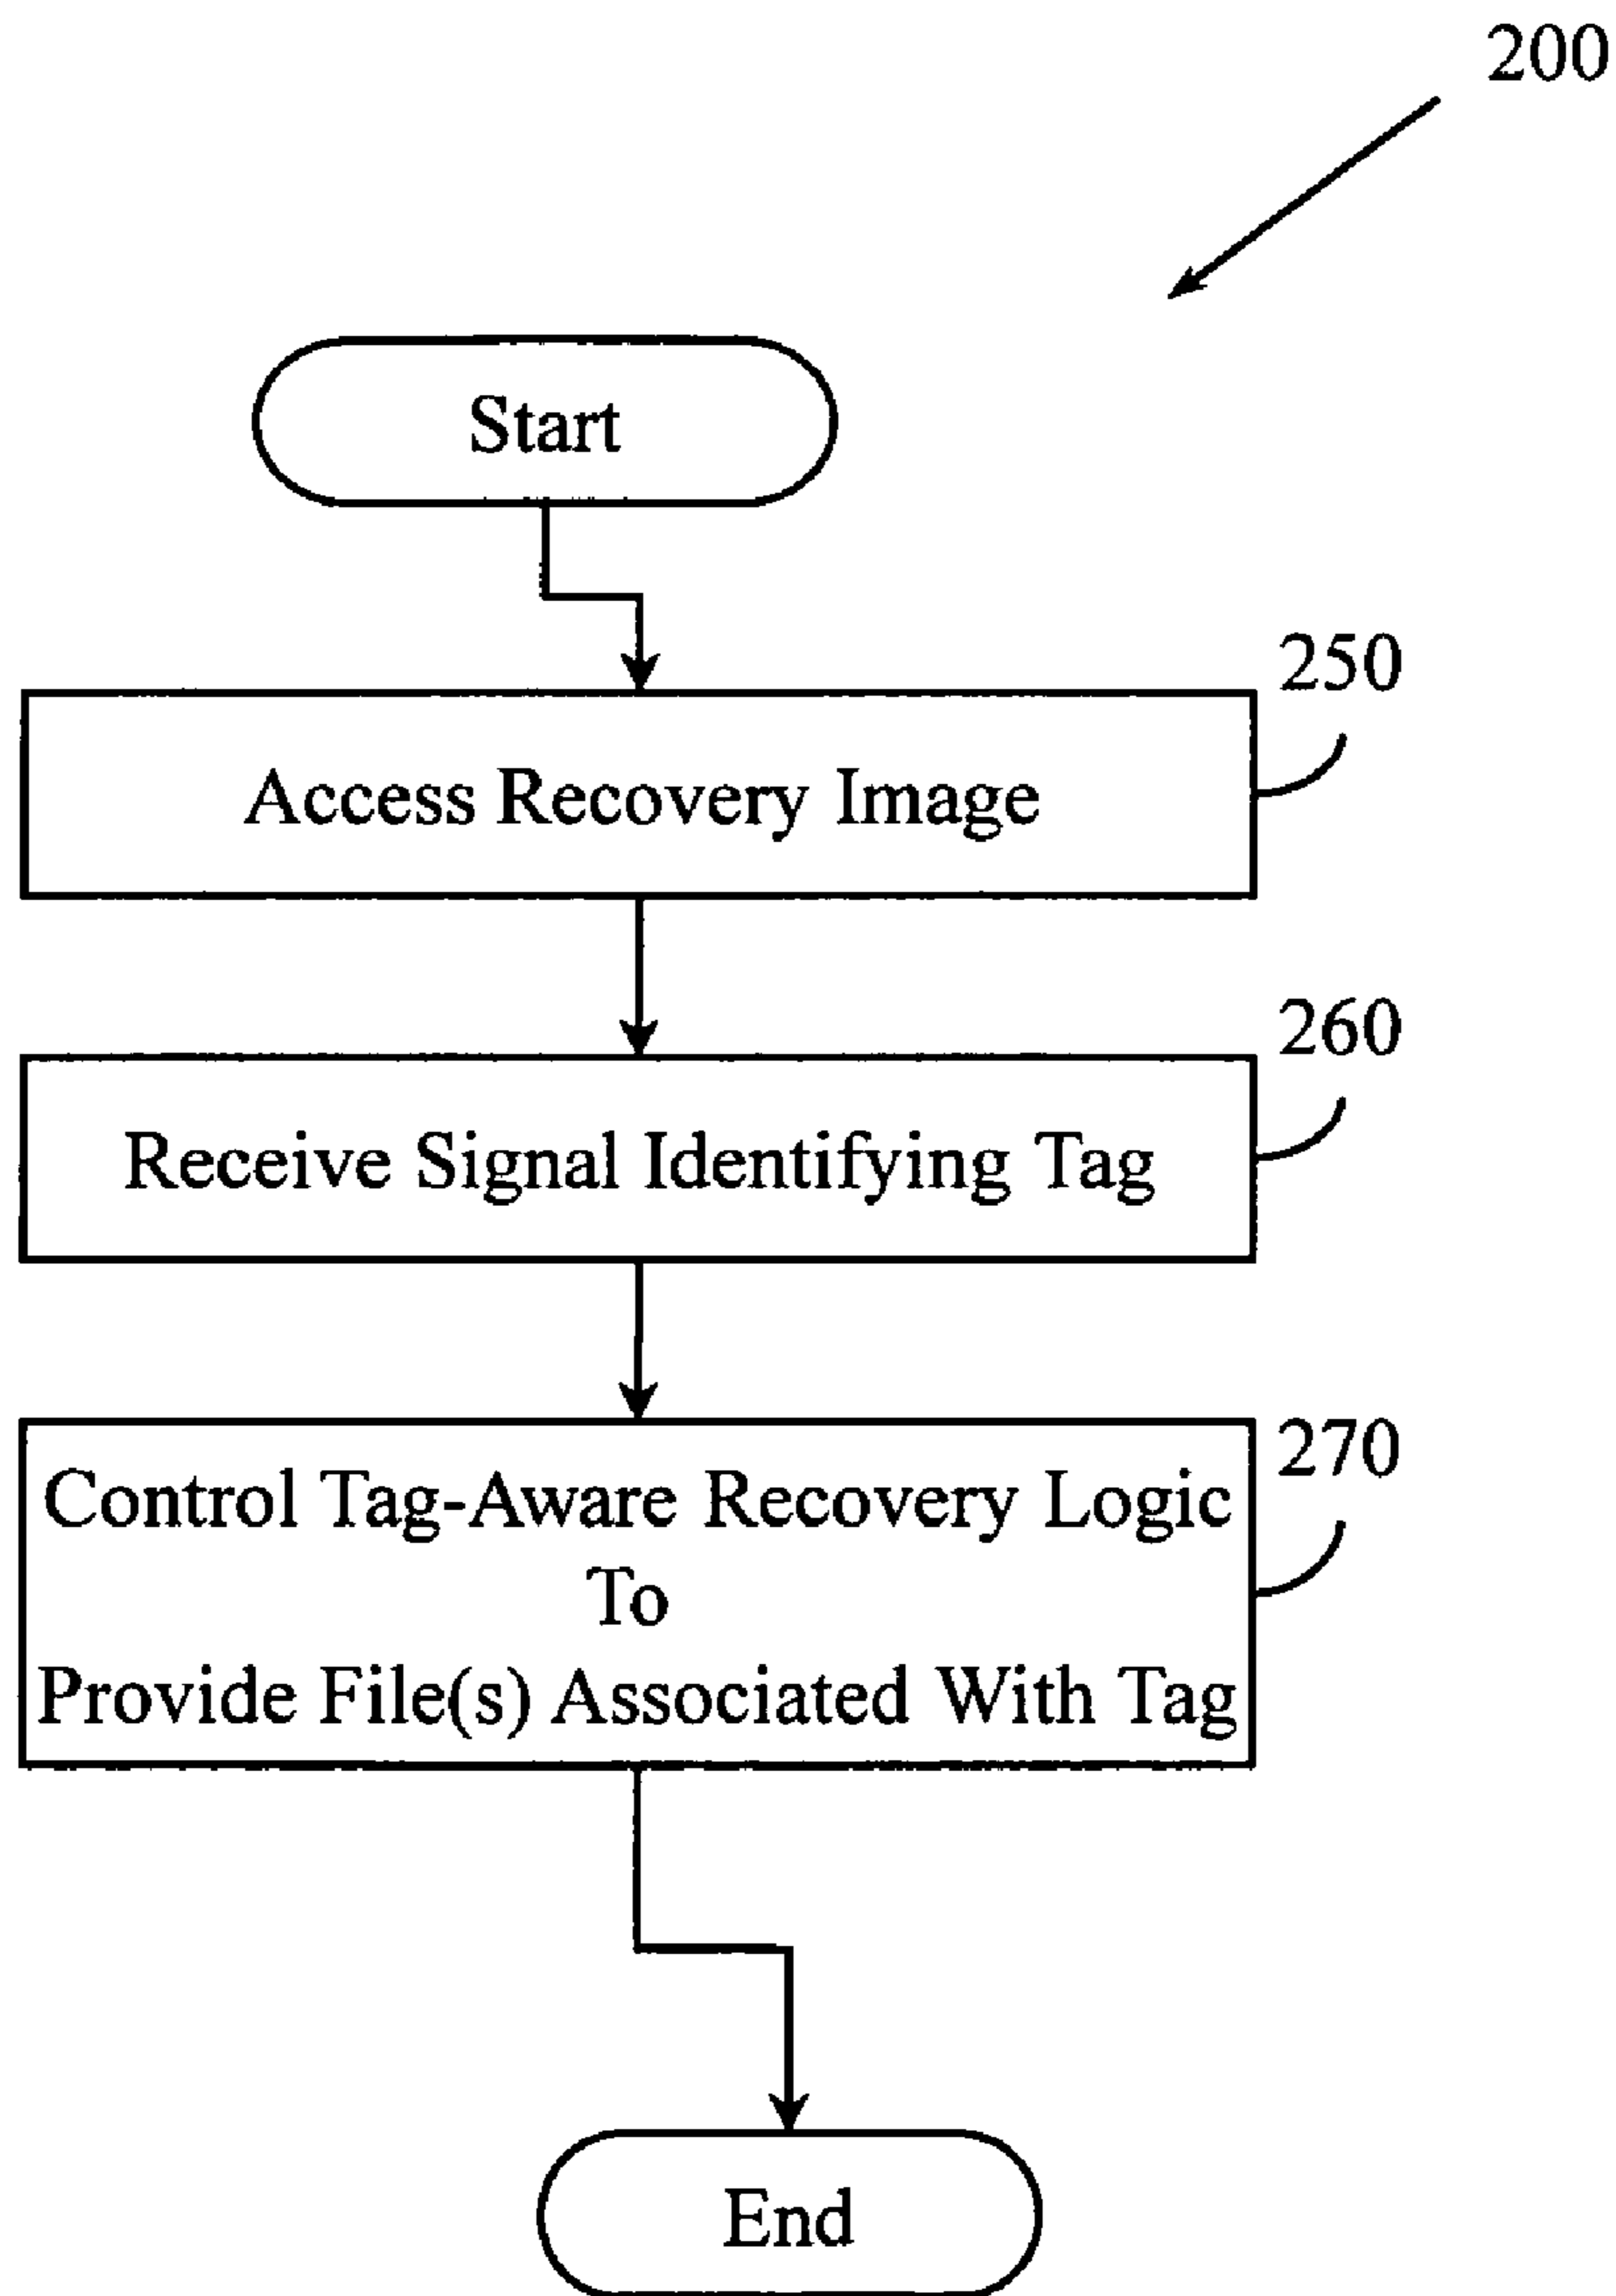 200
Start
250
Access Recovery Image
260
Receive Signal Identifying Tag
270
Control Tag-Aware Recovery Logic
To
Provide File(s) Associated With Tag
End